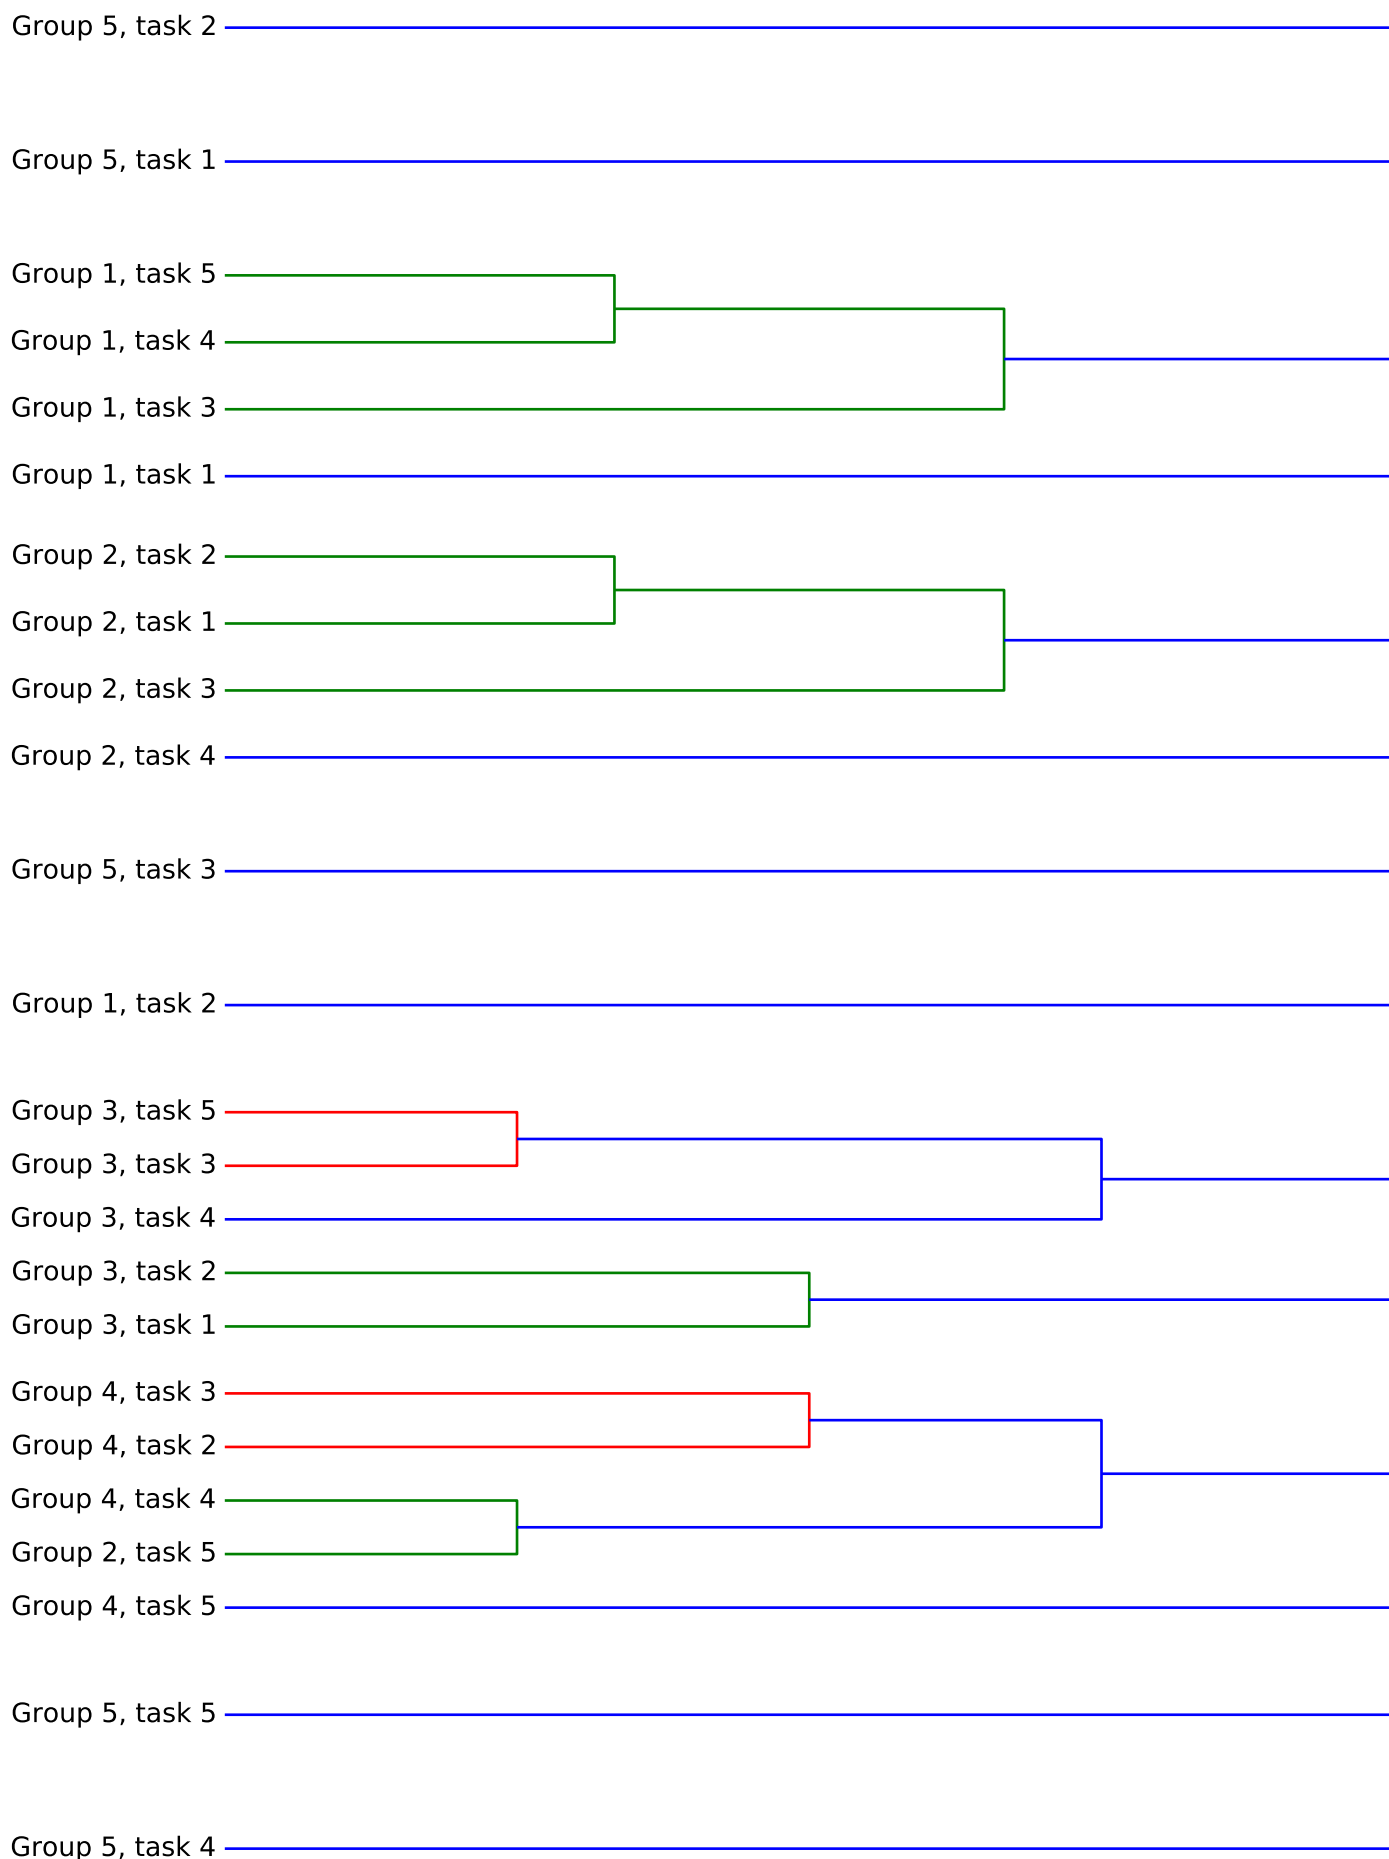 Group 5, task 2
Group 5, task 1
Group 1, task 5
Group 1, task 4
Group 1, task 3
Group 1, task 1
Group 2, task 2
Group 2, task 1
Group 2, task 3
Group 2, task 4
Group 5, task 3
Group 1, task 2
Group 3, task 5
Group 3, task 3
Group 3, task 4
Group 3, task 2
Group 3, task 1
Group 4, task 3
Group 4, task 2
Group 4, task 4
Group 2, task 5
Group 4, task 5
Group 5, task 5
Group 5, task 4